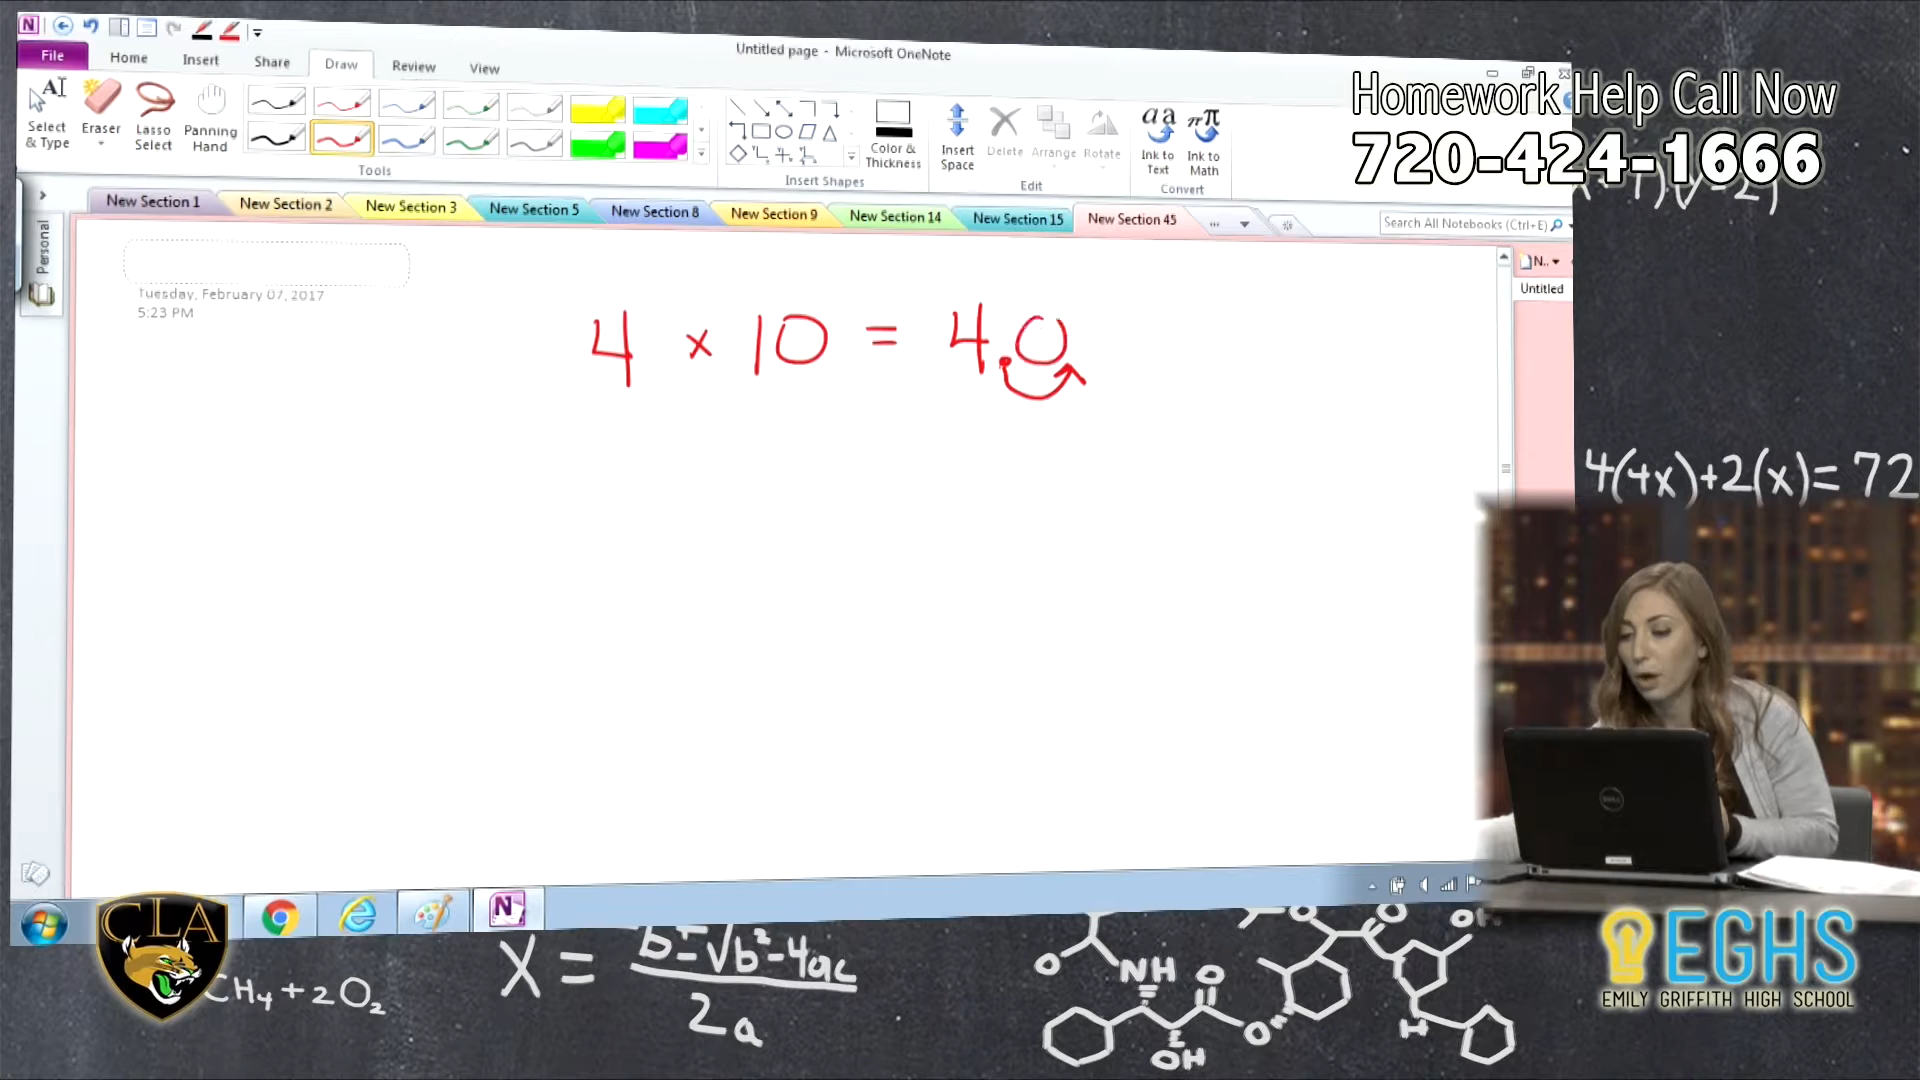 Untitled page - Microsoft OneNote
File Home Insert Share Draw Review View
Homework Help Call Now
720-424-1666
Select & Type
Eraser
Lasso Select
Panning Hand
Color & Thickness
Insert Space
Delete
Arrange
Rotate
Ink to Text
Ink to Math
Tools
Insert Shapes
Edit
Convert
New Section 1 New Section 2 New Section 3 New Section 5 New Section 8 New Section 9 New Section 14 New Section 15 New Section 45
Search All Notebooks (Ctrl+E)
Personal
N..
Untitled
Tuesday, February 07, 2017
5:23 PM
4 × 10 = 4.0
4(4x)+2(x)=72
DELL
CLA
CH₄ + 2O₂
X = b±√b²-4ac
2a
NH
O
O
O
OH
OH
H
EGHS
EMILY GRIFFITH HIGH SCHOOL